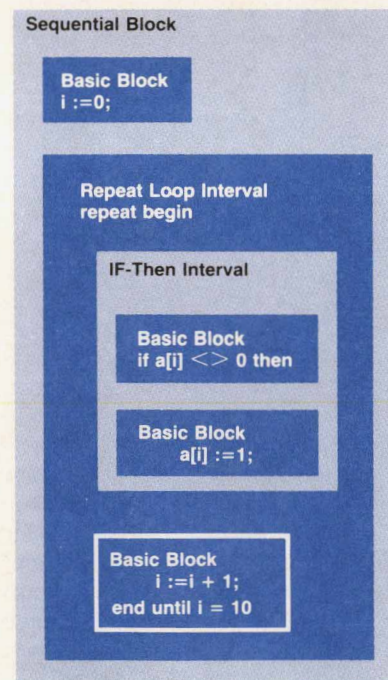 Sequential Block
Basic Block
i :=0;
Repeat Loop Interval
repeat begin
IF-Then Interval
Basic Block
if a[i] <> 0 then
Basic Block
a[i] :=1;
Basic Block
i :=i + 1;
end until i = 10